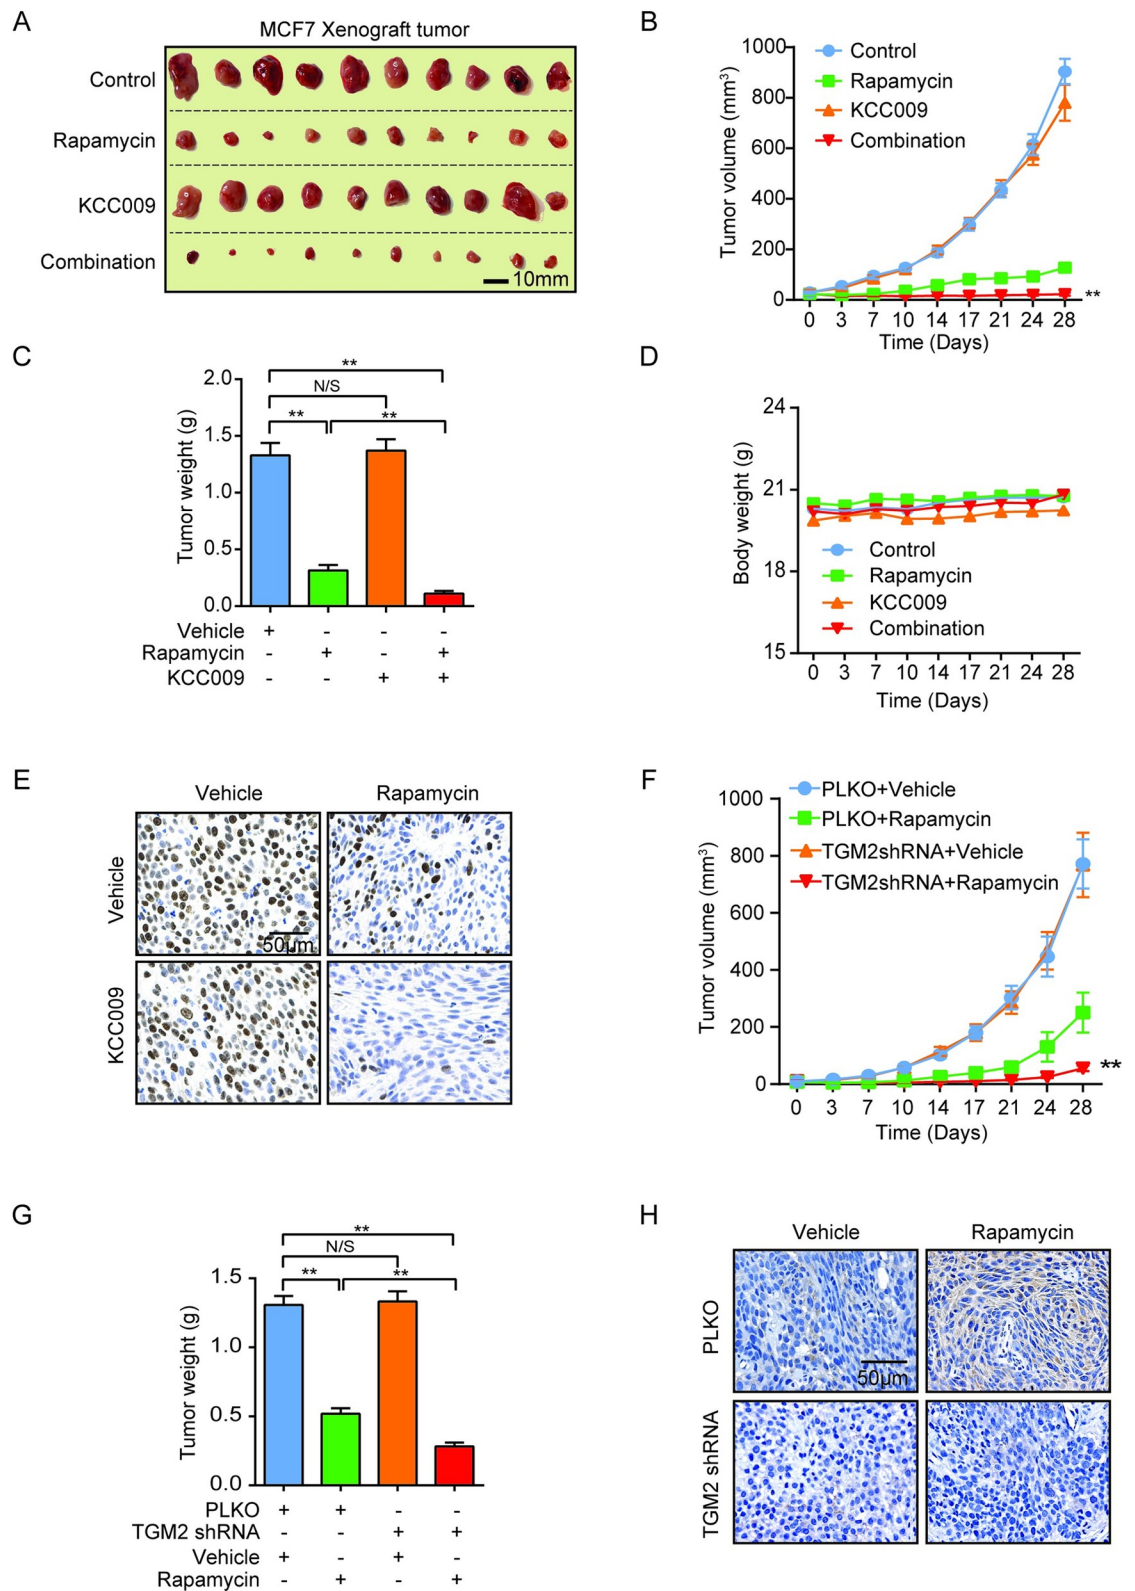 A
MCF7 Xenograft tumor
Control
Rapamycin
KCC009
Combination
10mm
B
Control
Rapamycin
KCC009
Combination
Tumor volume (mm³)
1000
800
600
400
200
0
**
0 3 7 10 14 17 21 24 28
Time (Days)
C
**
N/S
** **
Tumor weight (g)
2.0
1.5
1.0
0.5
0.0
Vehicle + - - -
Rapamycin - + - +
KCC009 - - + +
D
Body weight (g)
24
21
18
15
Control
Rapamycin
KCC009
Combination
0 3 7 10 14 17 21 24 28
Time (Days)
E
Vehicle Rapamycin
Vehicle
50μm
KCC009
F
PLKO+Vehicle
PLKO+Rapamycin
TGM2shRNA+Vehicle
TGM2shRNA+Rapamycin
Tumor volume (mm³)
1000
800
600
400
200
0
**
0 3 7 10 14 17 21 24 28
Time (Days)
G
**
N/S
** **
Tumor weight (g)
1.5
1.0
0.5
0.0
PLKO + + - -
TGM2 shRNA - - + +
Vehicle + - + -
Rapamycin - + - +
H
Vehicle Rapamycin
PLKO
50μm
TGM2 shRNA